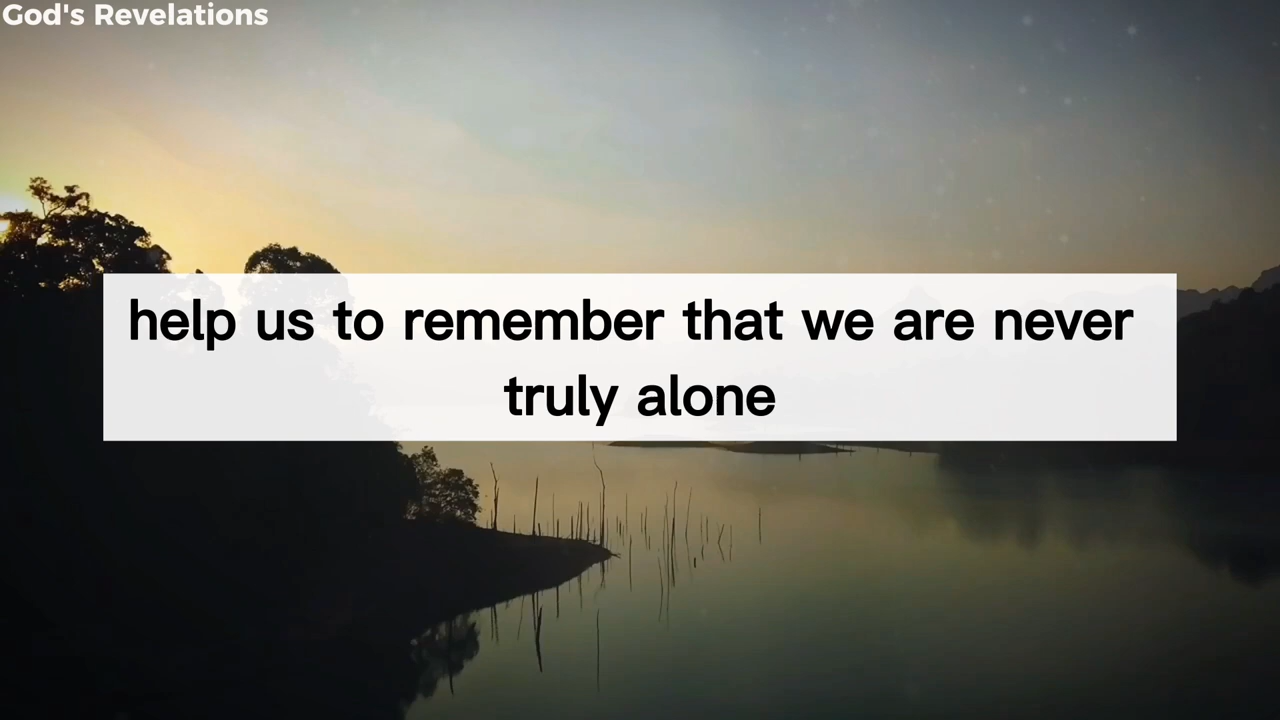 God's Revelations
help us to remember that we are never
truly alone